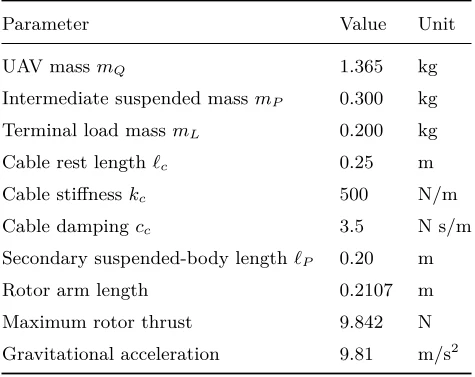 Parameter Value Unit
UAV mass m_Q 1.365 kg
Intermediate suspended mass m_P 0.300 kg
Terminal load mass m_L 0.200 kg
Cable rest length ℓ_c 0.25 m
Cable stiffness k_c 500 N/m
Cable damping c_c 3.5 N s/m
Secondary suspended-body length ℓ_P 0.20 m
Rotor arm length 0.2107 m
Maximum rotor thrust 9.842 N
Gravitational acceleration 9.81 m/s²